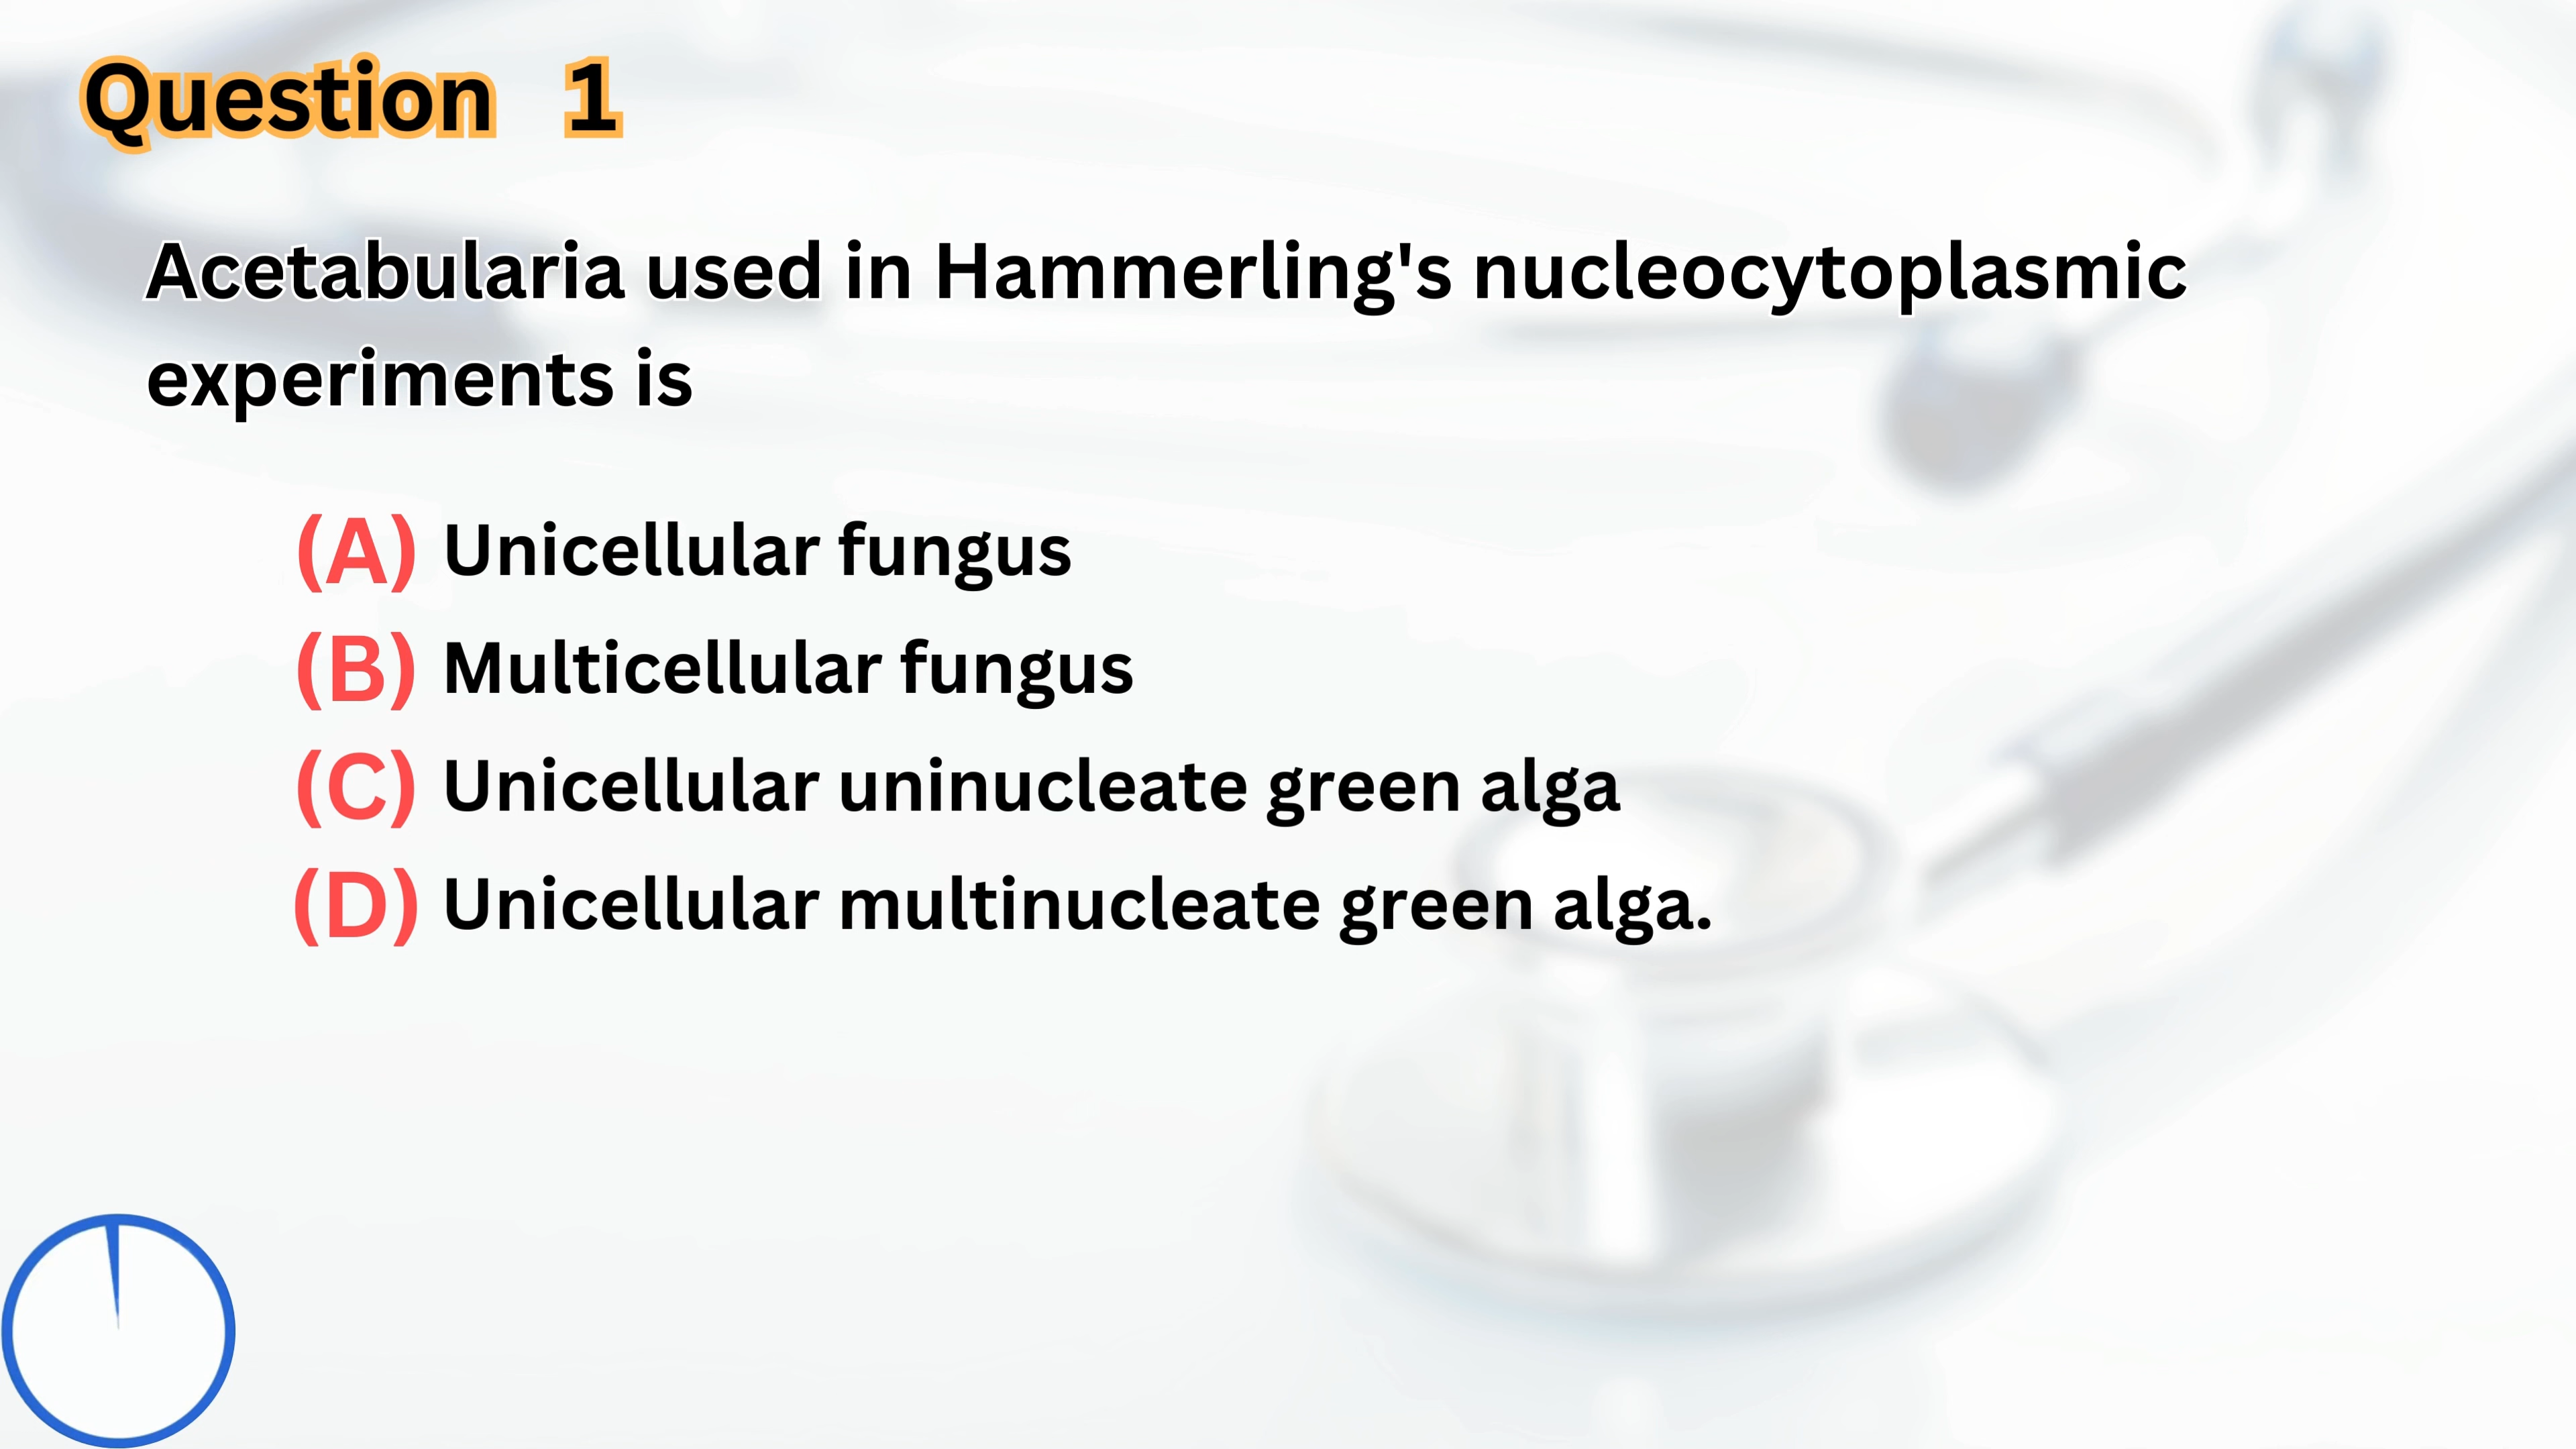 Question 1
Acetabularia used in Hammerling's nucleocytoplasmic
experiments is
(A) Unicellular fungus
(B) Multicellular fungus
(C) Unicellular uninucleate green alga
(D) Unicellular multinucleate green alga.